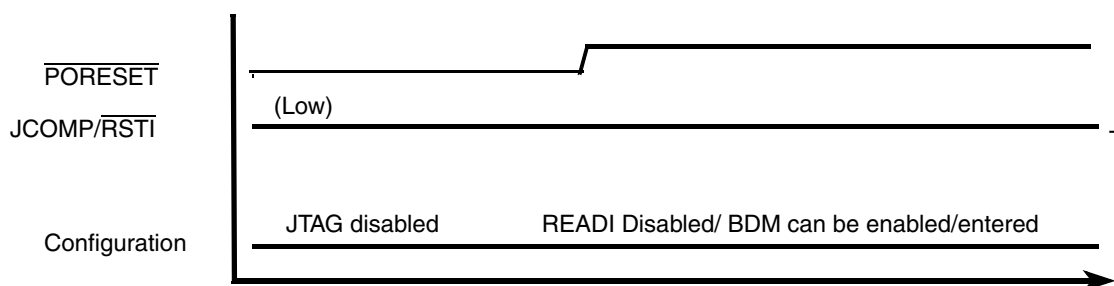 PORESET
(Low)
JCOMP/RSTI
JTAG disabled READI Disabled/ BDM can be enabled/entered
Configuration